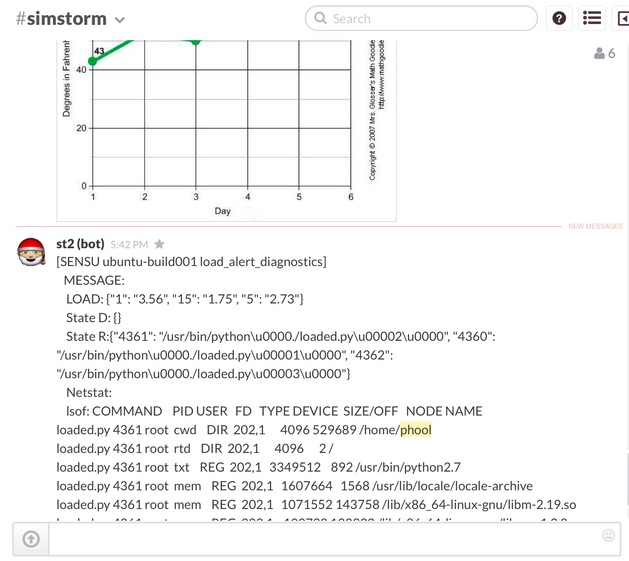 #simstorm
Search
6
43
40
20
0
1 2 3 4 5 6
Day
Degrees in Fahrenh
Copyright © 2007 Mrs. Glosser's Math Goodie
http://www.mathgoodie
NEW MESSAGES
st2 (bot) 5:42 PM
[SENSU ubuntu-build001 load_alert_diagnostics]
MESSAGE:
LOAD: {"1": "3.56", "15": "1.75", "5": "2.73"}
State D: {}
State R:{"4361": "/usr/bin/python\u0000./loaded.py\u00002\u0000", "4360":
"/usr/bin/python\u0000./loaded.py\u00001\u0000", "4362":
"/usr/bin/python\u0000./loaded.py\u00003\u0000"}
Netstat:
lsof: COMMAND PID USER FD TYPE DEVICE SIZE/OFF NODE NAME
loaded.py 4361 root cwd DIR 202,1 4096 529689 /home/phool
loaded.py 4361 root rtd DIR 202,1 4096 2 /
loaded.py 4361 root txt REG 202,1 3349512 892 /usr/bin/python2.7
loaded.py 4361 root mem REG 202,1 1607664 1568 /usr/lib/locale/locale-archive
loaded.py 4361 root mem REG 202,1 1071552 143758 /lib/x86_64-linux-gnu/libm-2.19.so